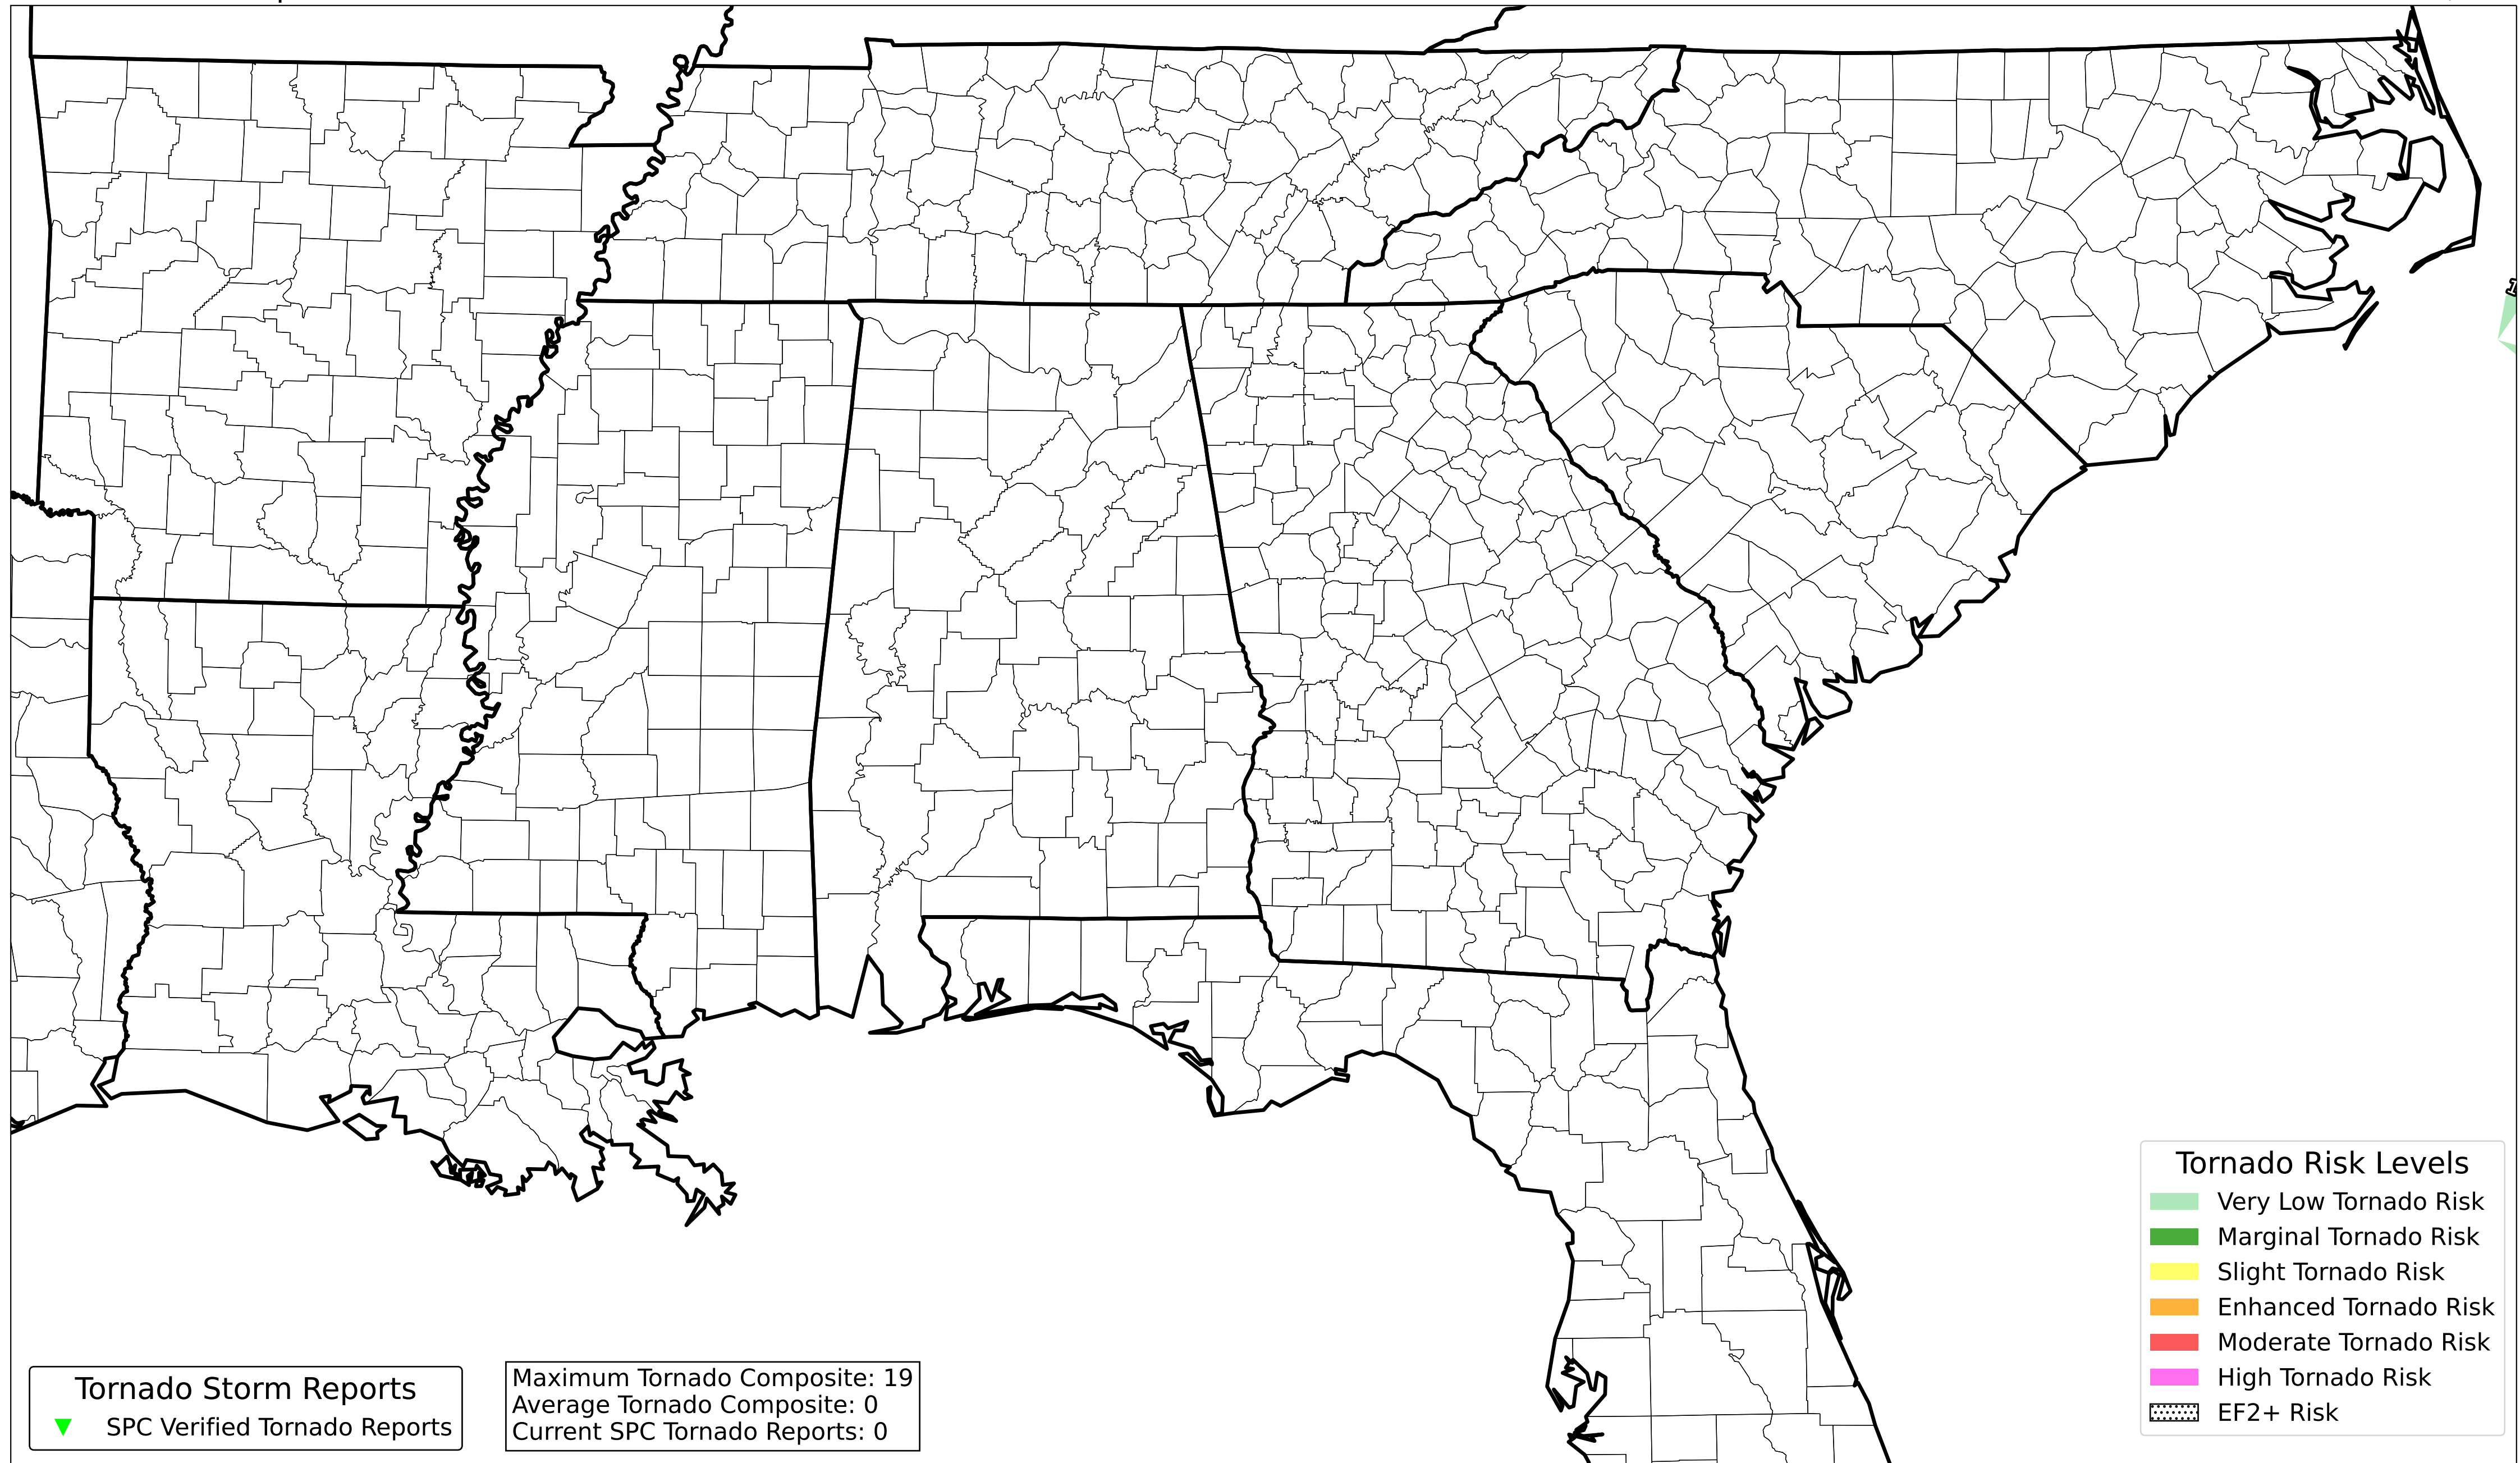 Tornado Risk Levels
Very Low Tornado Risk
Marginal Tornado Risk
Slight Tornado Risk
Enhanced Tornado Risk
Moderate Tornado Risk
High Tornado Risk
EF2+ Risk
Tornado Storm Reports
SPC Verified Tornado Reports
Maximum Tornado Composite: 19
Average Tornado Composite: 0
Current SPC Tornado Reports: 0